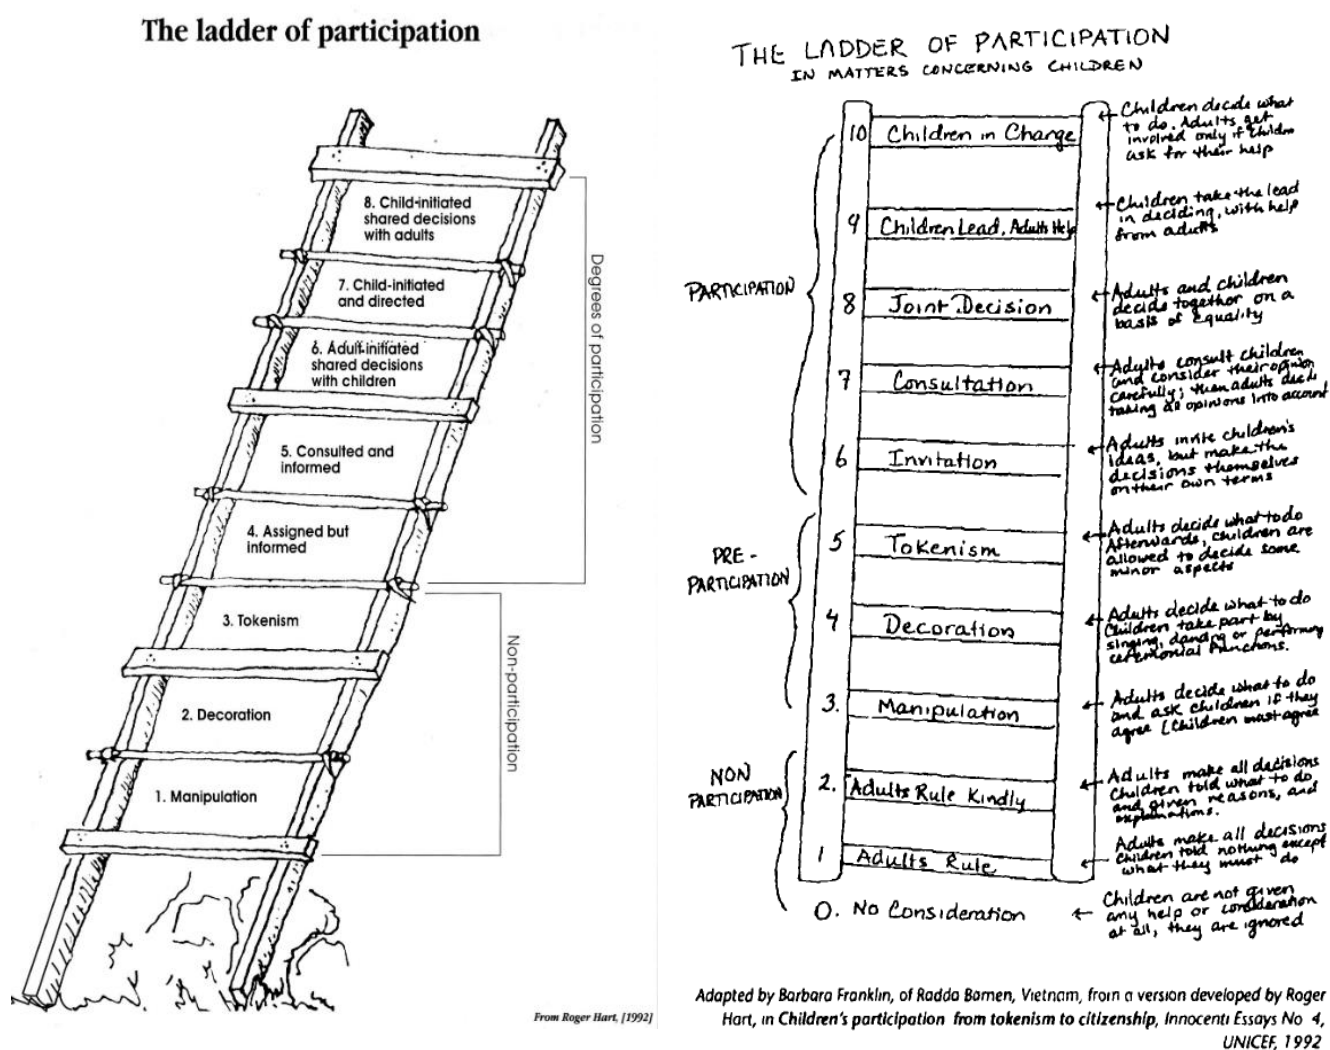 The ladder of participation
8. Child-initiated
shared decisions
with adults
7. Child-initiated
and directed
6. Adult-initiated
shared decisions
with children
5. Consulted and
informed
4. Assigned but
informed
3. Tokenism
2. Decoration
1. Manipulation
Degrees of participation
Non-participation
From Roger Hart, [1992]
THE LADDER OF PARTICIPATION
IN MATTERS CONCERNING CHILDREN
PARTICIPATION
PRE-
PARTICIPATION
NON
PARTICIPATION
10 Children in Change
Children decide what
to do. Adults get
involved only if childrn
ask for their help
9 Children Lead, Adults Help
Children take the lead
in deciding, with help
from adults
8 Joint Decision
Adults and children
decide together on a
basis of Equality
7 Consultation
Adults consult children
and consider their opinion
carefully; then adults decide
taking all opinions into account
6 Invitation
Adults invite children's
ideas, but make the
decisions themselves
on their own terms
5 Tokenism
Adults decide what to do
Afterwards, children are
allowed to decide some
minor aspects
4 Decoration
Adults decide what to do
Children take part by
singing, dancing or performing
ceremonial functions.
3. Manipulation
Adults decide what to do
and ask children if they
agree (Children must agree
2. Adults Rule Kindly
Adults make all decisions
Children told what to do
and given reasons, and
explanations.
1 Adults Rule
Adults make all decisions
Children told nothing except
what they must do
0. No Consideration
Children are not given
any help or consideration
at all, they are ignored
Adapted by Barbara Franklin, of Radda Barnen, Vietnam, from a version developed by Roger
Hart, in Children's participation from tokenism to citizenship, Innocenti Essays No 4,
UNICEF, 1992